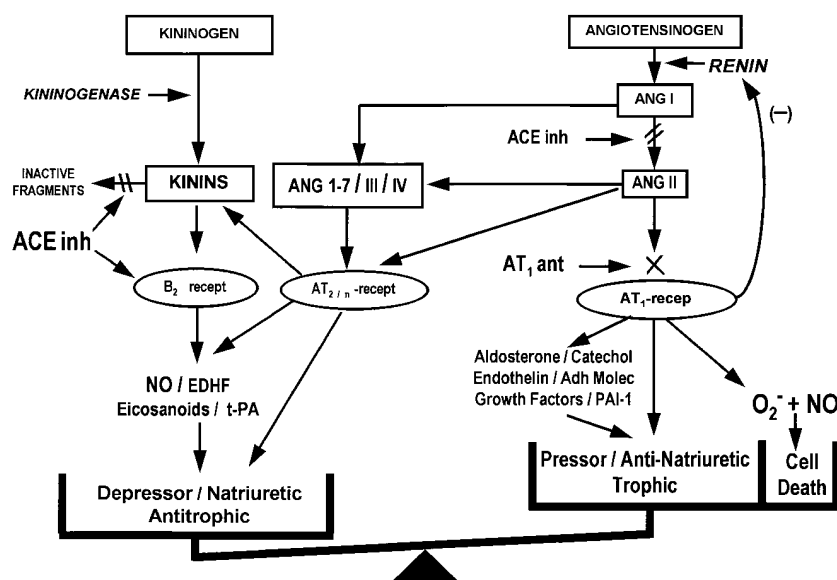 KININOGEN
ANGIOTENSINOGEN
KININOGENASE
RENIN
ANG I
(–)
ACE inh
INACTIVE
FRAGMENTS
KININS
ANG 1-7 / III / IV
ANG II
ACE inh
AT1 ant
B2 recept
AT2 / n -recept
AT1-recep
NO / EDHF
Eicosanoids / t-PA
Aldosterone / Catechol
Endothelin / Adh Molec
Growth Factors / PAI-1
O2- + NO
Depressor / Natriuretic
Antitrophic
Pressor / Anti-Natriuretic
Trophic
Cell
Death